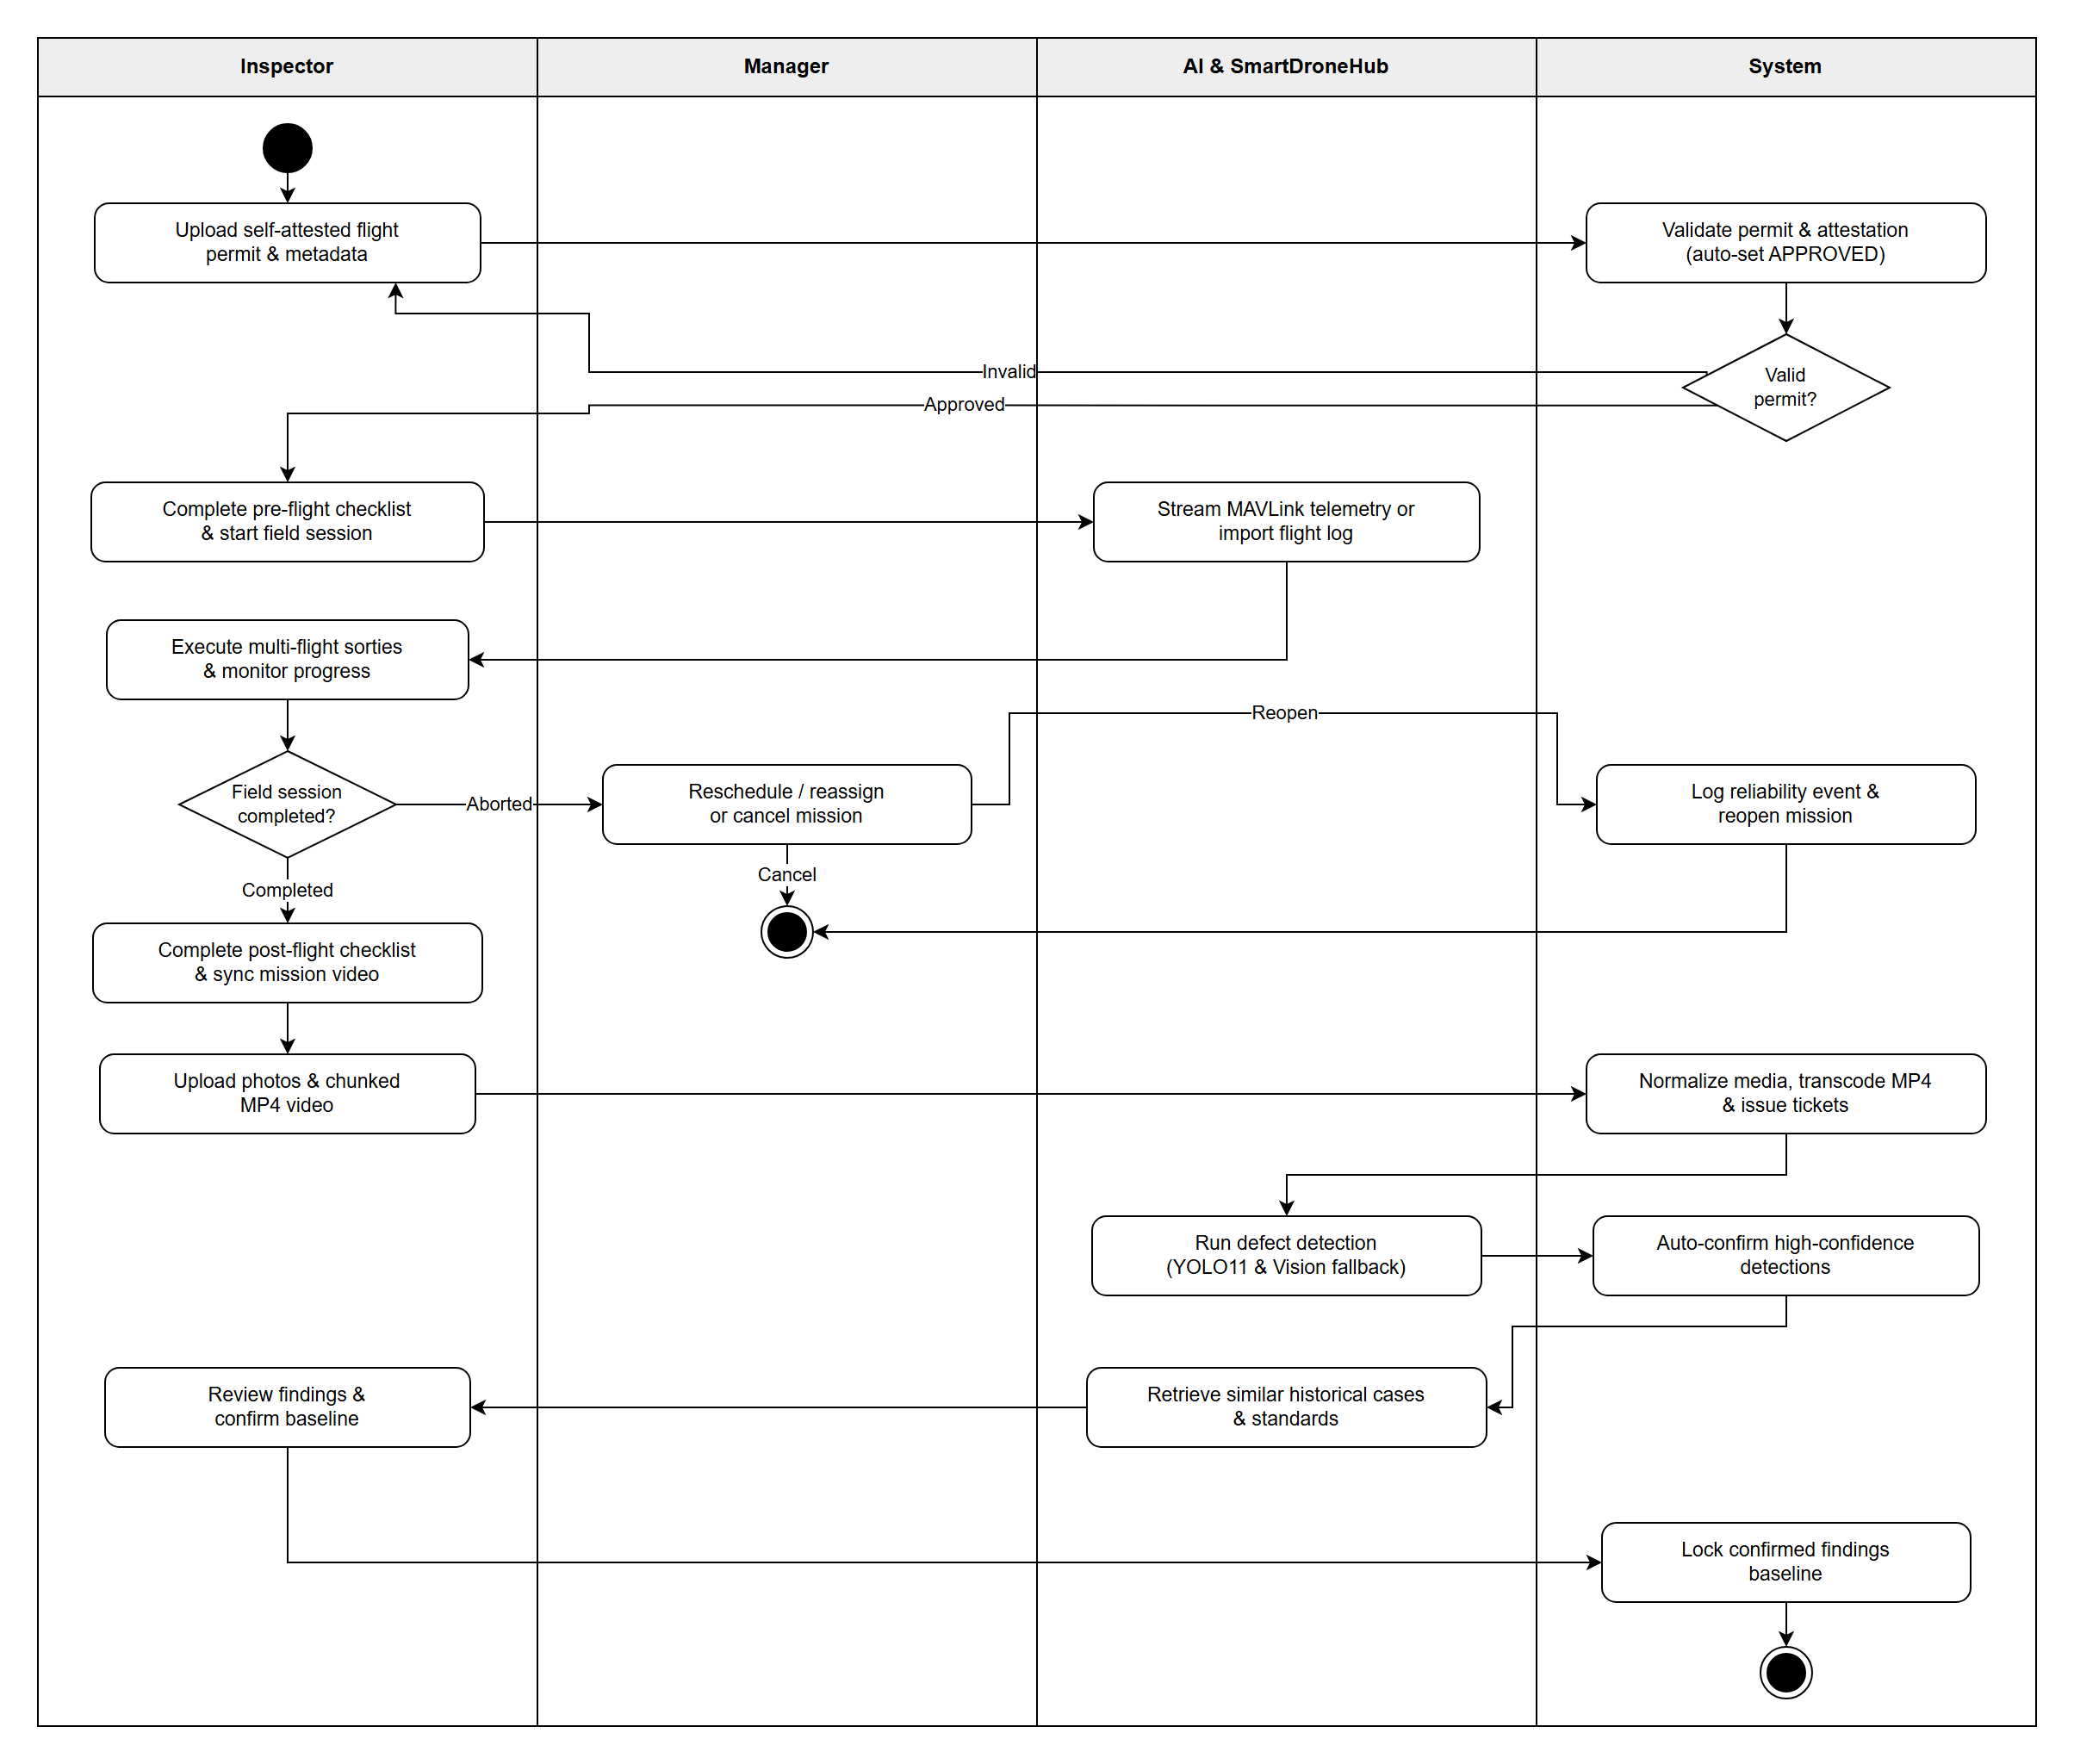 Inspector
Manager
AI & SmartDroneHub
System
Upload self-attested flight
permit & metadata
Validate permit & attestation
(auto-set APPROVED)
Valid
permit?
Invalid
Approved
Complete pre-flight checklist
& start field session
Stream MAVLink telemetry or
import flight log
Execute multi-flight sorties
& monitor progress
Reopen
Field session
completed?
Aborted
Reschedule / reassign
or cancel mission
Log reliability event &
reopen mission
Cancel
Completed
Complete post-flight checklist
& sync mission video
Upload photos & chunked
MP4 video
Normalize media, transcode MP4
& issue tickets
Run defect detection
(YOLO11 & Vision fallback)
Auto-confirm high-confidence
detections
Review findings &
confirm baseline
Retrieve similar historical cases
& standards
Lock confirmed findings
baseline